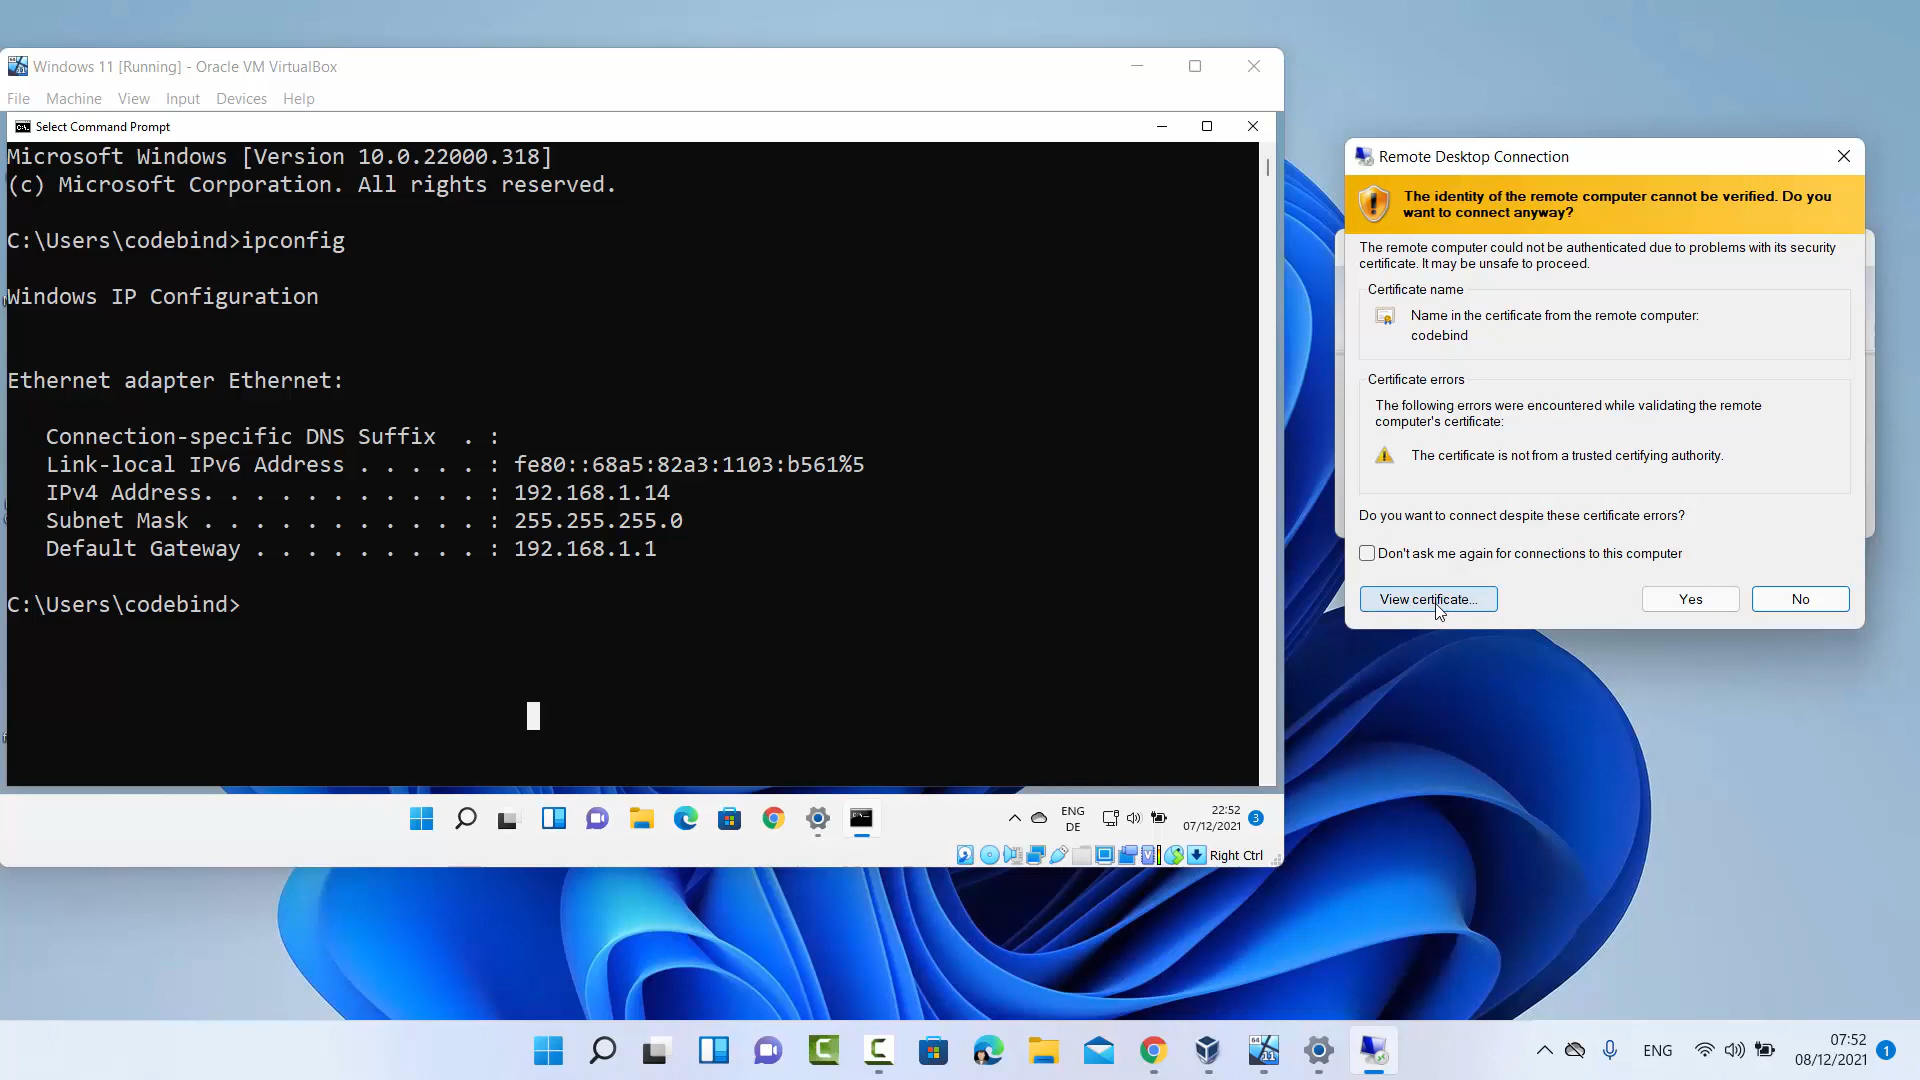 Windows 11 [Running] - Oracle VM VirtualBox
File Machine View Input Devices Help
Select Command Prompt
Microsoft Windows [Version 10.0.22000.318]
(c) Microsoft Corporation. All rights reserved.
C:\Users\codebind>ipconfig
Windows IP Configuration
Ethernet adapter Ethernet:
Connection-specific DNS Suffix . :
Link-local IPv6 Address . . . . . : fe80::68a5:82a3:1103:b561%5
IPv4 Address. . . . . . . . . . . : 192.168.1.14
Subnet Mask . . . . . . . . . . . : 255.255.255.0
Default Gateway . . . . . . . . . : 192.168.1.1
C:\Users\codebind>
ENG
DE
22:52
07/12/2021
3
Right Ctrl
Remote Desktop Connection
The identity of the remote computer cannot be verified. Do you
want to connect anyway?
The remote computer could not be authenticated due to problems with its security
certificate. It may be unsafe to proceed.
Certificate name
Name in the certificate from the remote computer:
codebind
Certificate errors
The following errors were encountered while validating the remote
computer's certificate:
The certificate is not from a trusted certifying authority.
Do you want to connect despite these certificate errors?
Don't ask me again for connections to this computer
View certificate...
Yes
No
64
11
ENG
07:52
08/12/2021
1